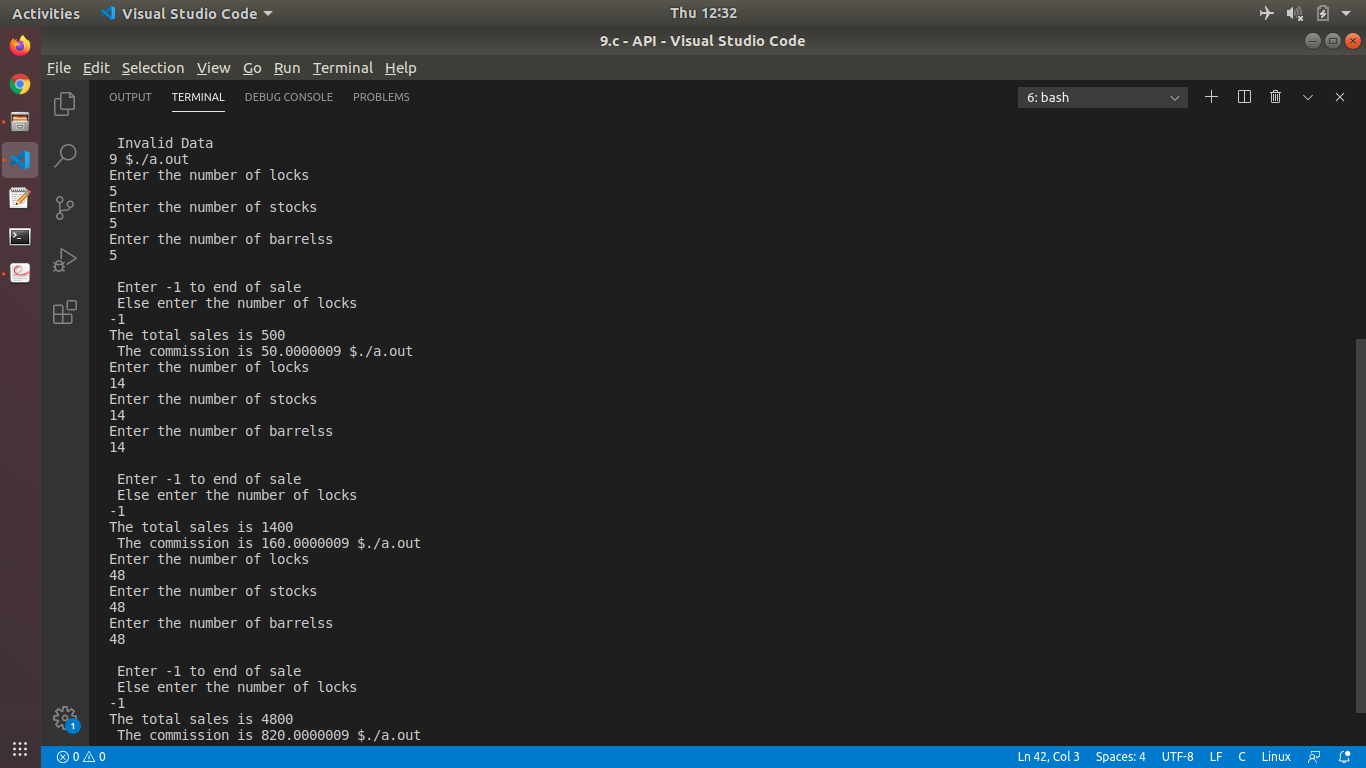 Activities Visual Studio Code Thu 12:32
9.c - API - Visual Studio Code
File Edit Selection View Go Run Terminal Help
OUTPUT TERMINAL DEBUG CONSOLE PROBLEMS 6: bash
Invalid Data
9 $./a.out
Enter the number of locks
5
Enter the number of stocks
5
Enter the number of barrelss
5
Enter -1 to end of sale
Else enter the number of locks
-1
The total sales is 500
The commission is 50.0000009 $./a.out
Enter the number of locks
14
Enter the number of stocks
14
Enter the number of barrelss
14
Enter -1 to end of sale
Else enter the number of locks
-1
The total sales is 1400
The commission is 160.0000009 $./a.out
Enter the number of locks
48
Enter the number of stocks
48
Enter the number of barrelss
48
Enter -1 to end of sale
Else enter the number of locks
-1
The total sales is 4800
The commission is 820.0000009 $./a.out
1
0 0 Ln 42, Col 3 Spaces: 4 UTF-8 LF C Linux